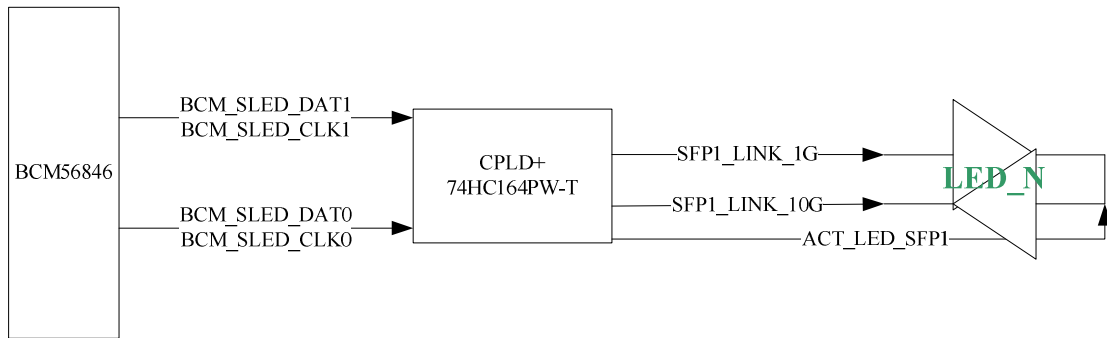 BCM56846
BCM_SLED_DAT1
BCM_SLED_CLK1
BCM_SLED_DAT0
BCM_SLED_CLK0
CPLD+
74HC164PW-T
SFP1_LINK_1G
SFP1_LINK_10G
ACT_LED_SFP1
LED_N